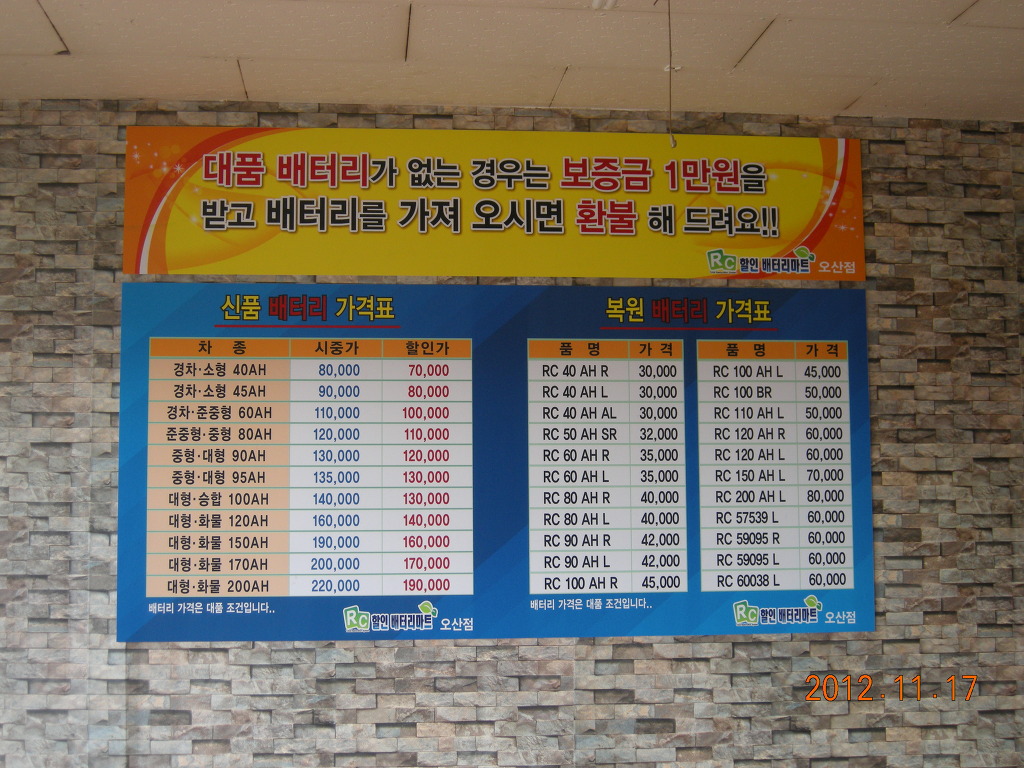 대품 배터리가 없는 경우는 보증금 1만원을
받고 배터리를 가져 오시면 환불 해 드려요!!
RC 할인 배터리마트 오산점
신품 배터리 가격표
차 종 시중가 할인가
경차·소형 40AH 80,000 70,000
경차·소형 45AH 90,000 80,000
경차·준중형 60AH 110,000 100,000
준중형·중형 80AH 120,000 110,000
중형·대형 90AH 130,000 120,000
중형·대형 95AH 135,000 130,000
대형·승합 100AH 140,000 130,000
대형·화물 120AH 160,000 140,000
대형·화물 150AH 190,000 160,000
대형·화물 170AH 200,000 170,000
대형·화물 200AH 220,000 190,000
배터리 가격은 대품 조건입니다..
RC 할인 배터리마트 오산점
복원 배터리 가격표
품 명 가 격
RC 40 AH R 30,000
RC 40 AH L 30,000
RC 40 AH AL 30,000
RC 50 AH SR 32,000
RC 60 AH R 35,000
RC 60 AH L 35,000
RC 80 AH R 40,000
RC 80 AH L 40,000
RC 90 AH R 42,000
RC 90 AH L 42,000
RC 100 AH R 45,000
품 명 가 격
RC 100 AH L 45,000
RC 100 BR 50,000
RC 110 AH L 50,000
RC 120 AH R 60,000
RC 120 AH L 60,000
RC 150 AH L 70,000
RC 200 AH L 80,000
RC 57539 L 60,000
RC 59095 R 60,000
RC 59095 L 60,000
RC 60038 L 60,000
배터리 가격은 대품 조건입니다..
RC 할인 배터리마트 오산점
2012.11.17